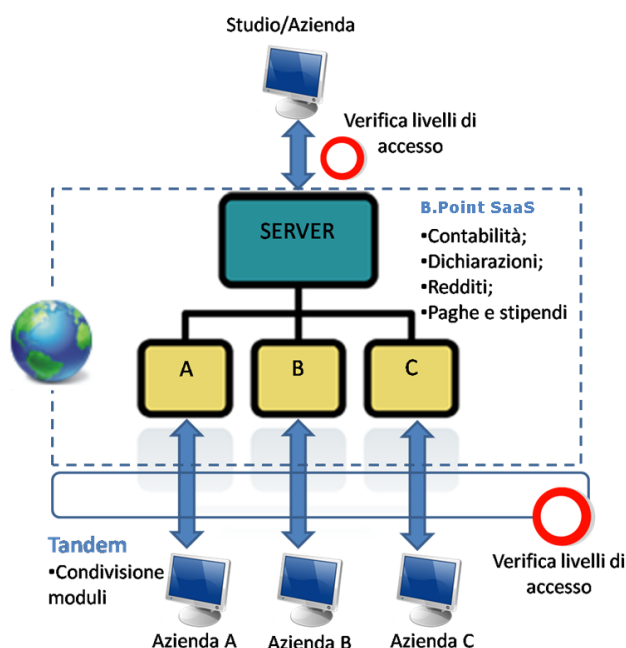 Studio/Azienda
Verifica livelli di
accesso
B.Point SaaS
SERVER
▪Contabilità;
▪Dichiarazioni;
▪Redditi;
▪Paghe e stipendi
A
B
C
Tandem
▪Condivisione
moduli
Verifica livelli di
accesso
Azienda A
Azienda B
Azienda C